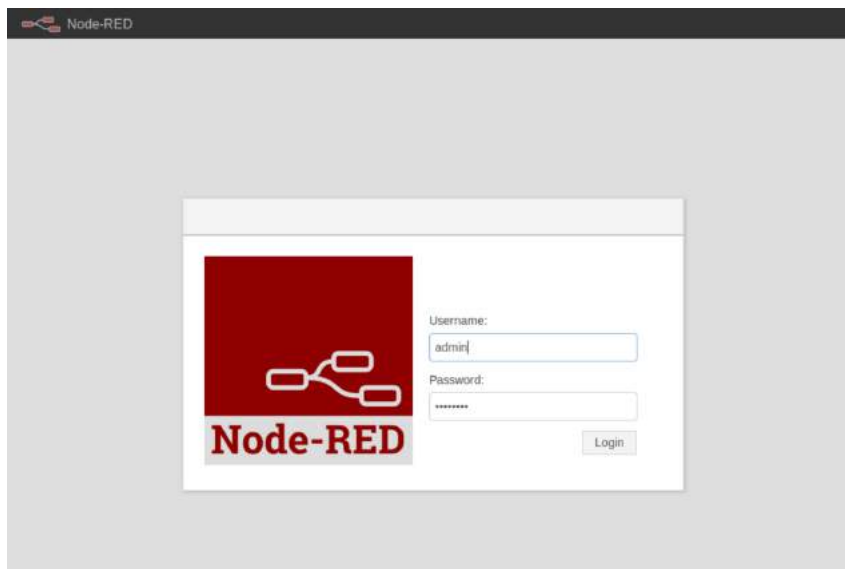 Node-RED
Username:
admin
Password:
••••••••
Node-RED
Login